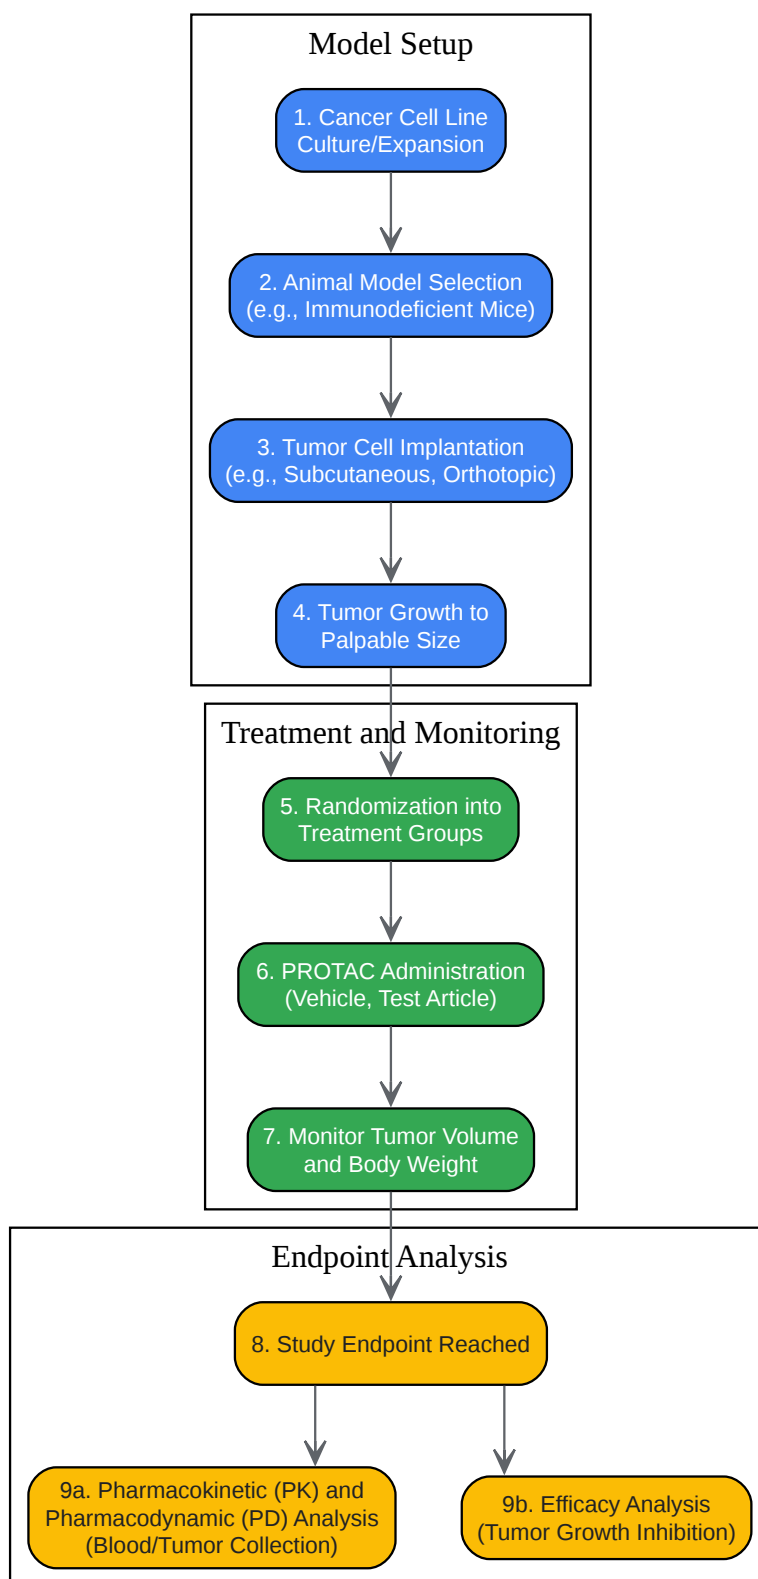 Model Setup
1. Cancer Cell Line
Culture/Expansion
2. Animal Model Selection
(e.g., Immunodeficient Mice)
3. Tumor Cell Implantation
(e.g., Subcutaneous, Orthotopic)
4. Tumor Growth to
Palpable Size
Treatment and Monitoring
5. Randomization into
Treatment Groups
6. PROTAC Administration
(Vehicle, Test Article)
7. Monitor Tumor Volume
and Body Weight
Endpoint Analysis
8. Study Endpoint Reached
9a. Pharmacokinetic (PK) and
Pharmacodynamic (PD) Analysis
(Blood/Tumor Collection)
9b. Efficacy Analysis
(Tumor Growth Inhibition)